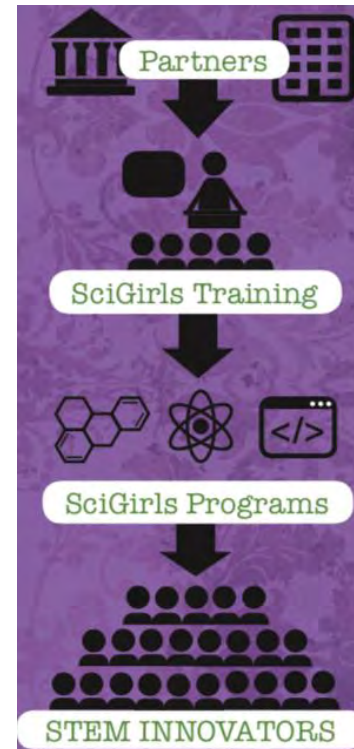 Partners
SciGirls Training
</>
SciGirls Programs
STEM INNOVATORS